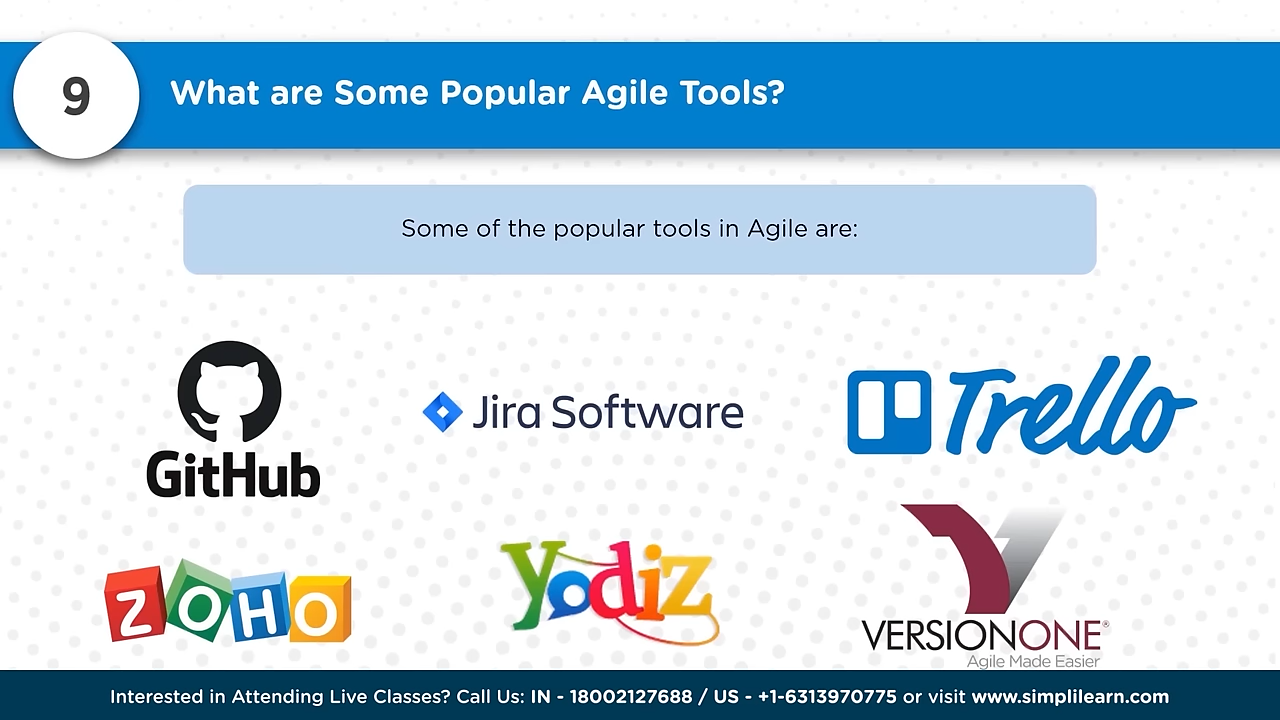 9
What are Some Popular Agile Tools?
Some of the popular tools in Agile are:
GitHub
Jira Software
Trello
ZOHO
Yodiz
VERSIONONE®
Agile Made Easier
Interested in Attending Live Classes? Call Us: IN - 18002127688 / US - +1-6313970775 or visit www.simplilearn.com